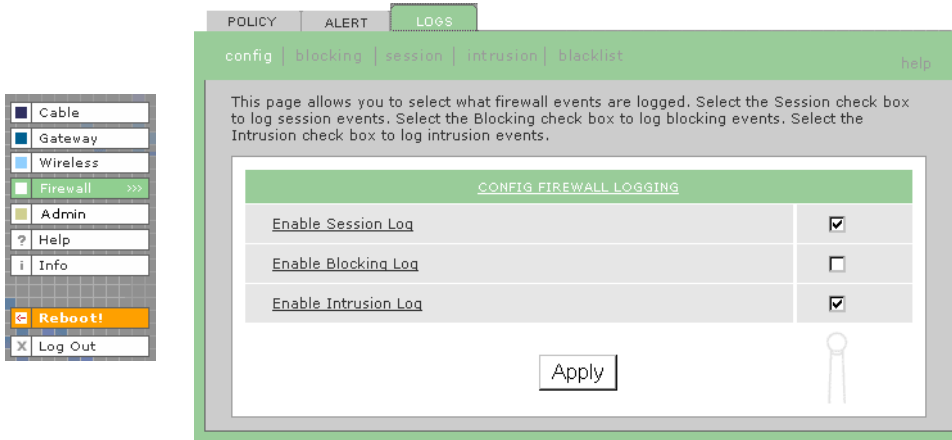 POLICY ALERT LOGS
config | blocking | session | intrusion | blacklist
help
Cable
Gateway
Wireless
Firewall >>>
Admin
? Help
i Info
Reboot!
X Log Out
This page allows you to select what firewall events are logged. Select the Session check box
to log session events. Select the Blocking check box to log blocking events. Select the
Intrusion check box to log intrusion events.
CONFIG FIREWALL LOGGING
Enable Session Log
Enable Blocking Log
Enable Intrusion Log
Apply